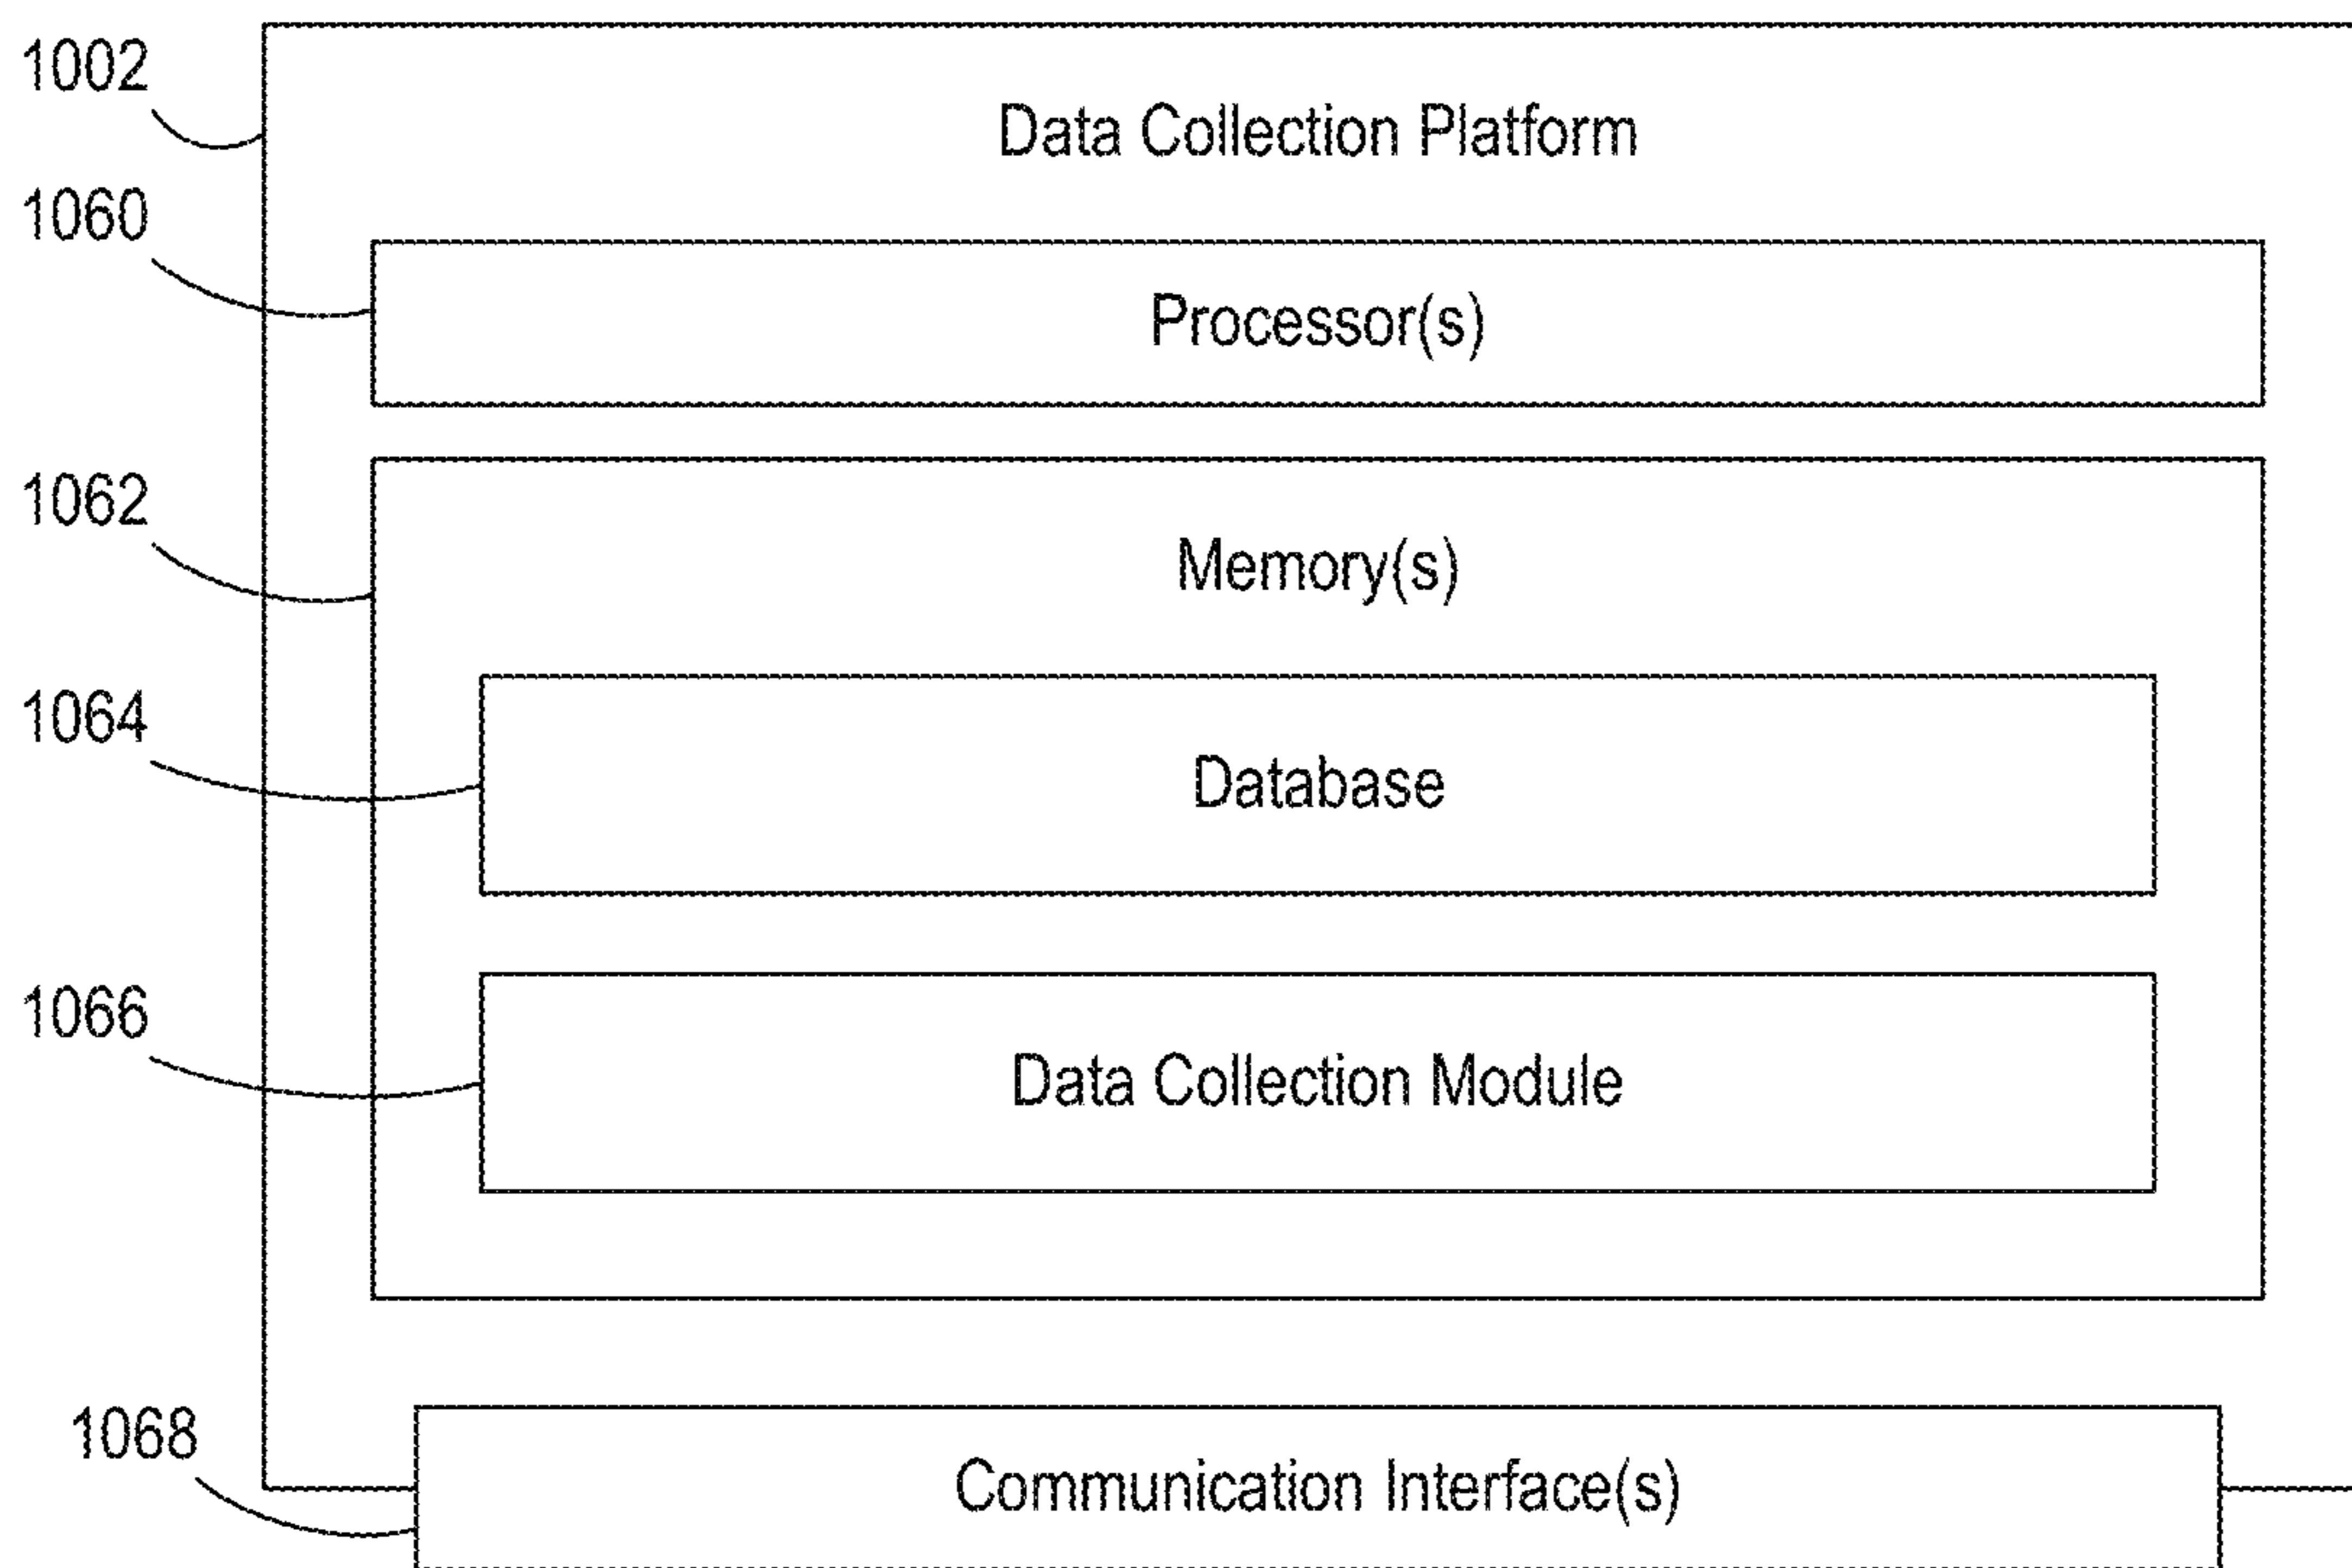 1002
Data Collection Platform
1060
Processor(s)
1062
Memory(s)
1064
Database
1066
Data Collection Module
1068
Communication Interface(s)